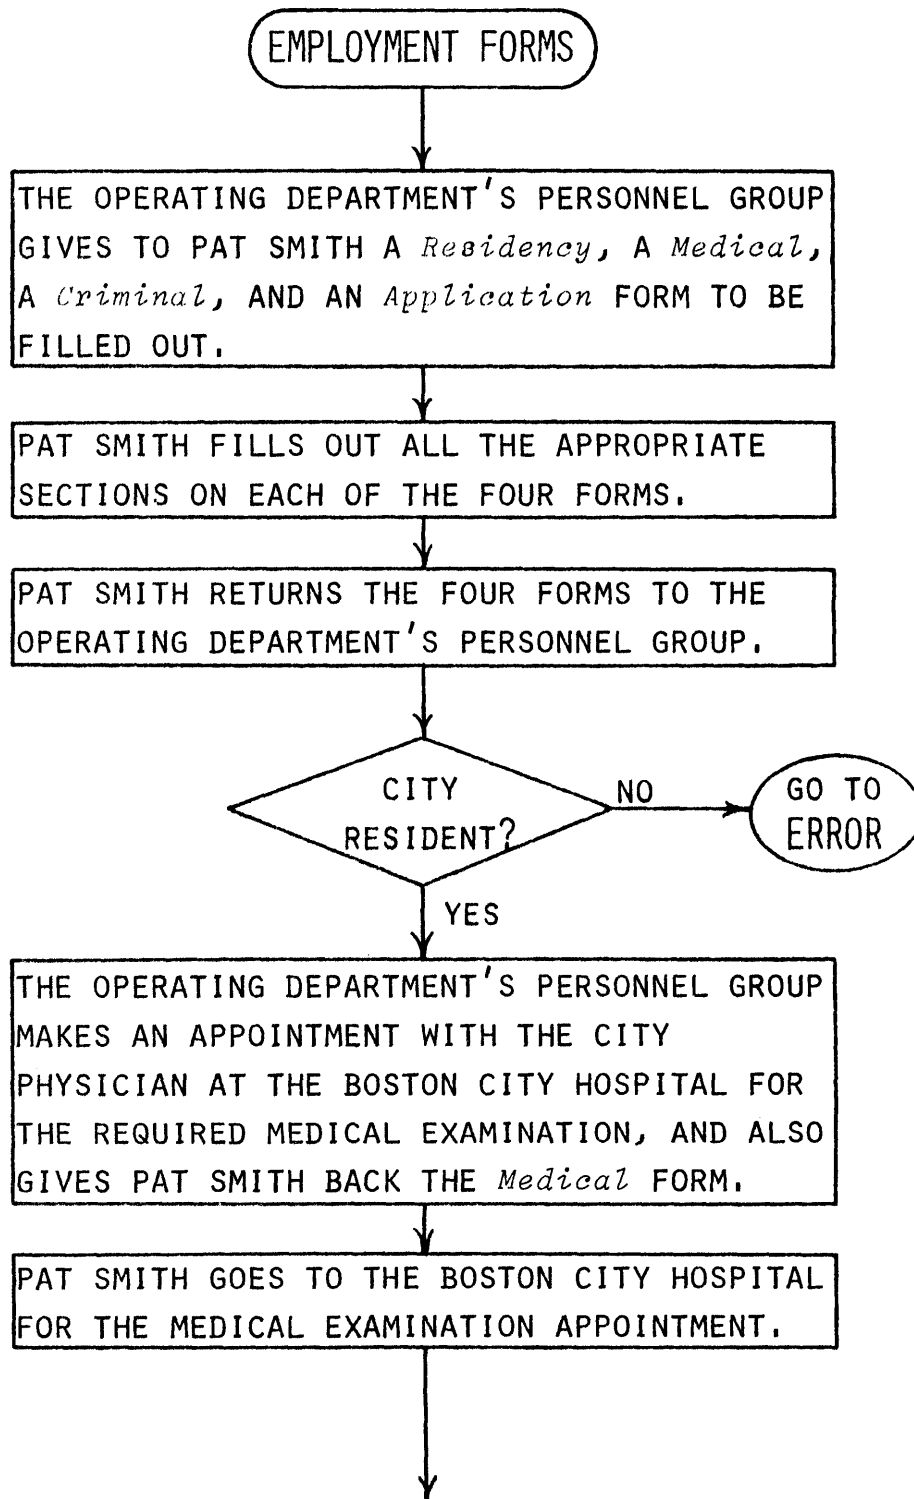 EMPLOYMENT FORMS
THE OPERATING DEPARTMENT'S PERSONNEL GROUP
GIVES TO PAT SMITH A Residency, A Medical,
A Criminal, AND AN Application FORM TO BE
FILLED OUT.
PAT SMITH FILLS OUT ALL THE APPROPRIATE
SECTIONS ON EACH OF THE FOUR FORMS.
PAT SMITH RETURNS THE FOUR FORMS TO THE
OPERATING DEPARTMENT'S PERSONNEL GROUP.
CITY
RESIDENT?
NO
GO TO
ERROR
YES
THE OPERATING DEPARTMENT'S PERSONNEL GROUP
MAKES AN APPOINTMENT WITH THE CITY
PHYSICIAN AT THE BOSTON CITY HOSPITAL FOR
THE REQUIRED MEDICAL EXAMINATION, AND ALSO
GIVES PAT SMITH BACK THE Medical FORM.
PAT SMITH GOES TO THE BOSTON CITY HOSPITAL
FOR THE MEDICAL EXAMINATION APPOINTMENT.